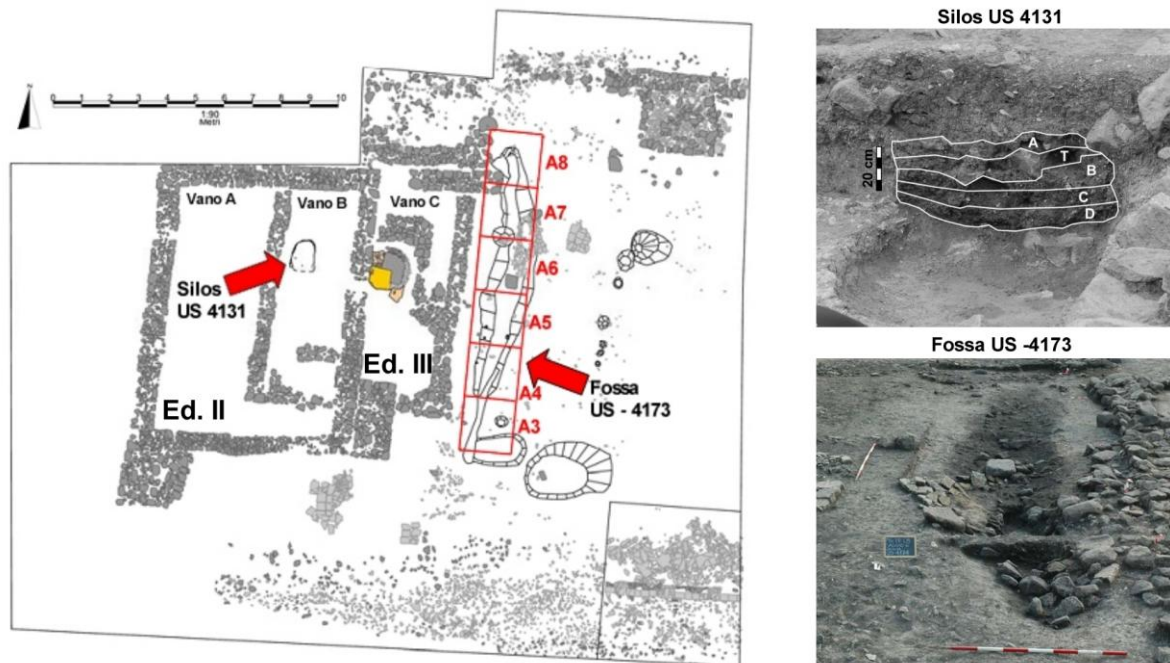 N
0 1 2 3 4 5 6 7 8 9 10
1:90
Metri
Vano A
Vano B
Vano C
Silos
US 4131
Ed. II
Ed. III
A8
A7
A6
A5
A4
A3
Fossa
US - 4173
Silos US 4131
A
T
B
C
D
20 cm
Fossa US -4173